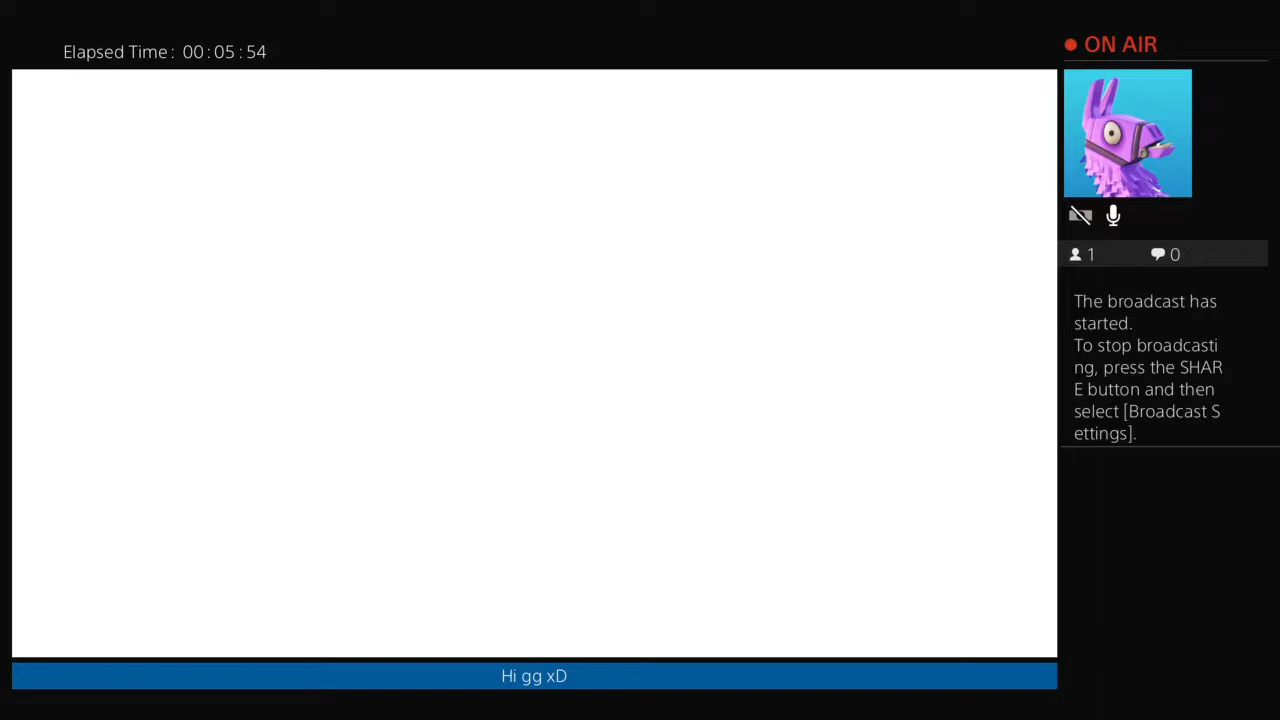 Elapsed Time: 00:05:54
ON AIR
1
0
The broadcast has
started.
To stop broadcasti
ng, press the SHAR
E button and then
select [Broadcast S
ettings].
Hi gg xD